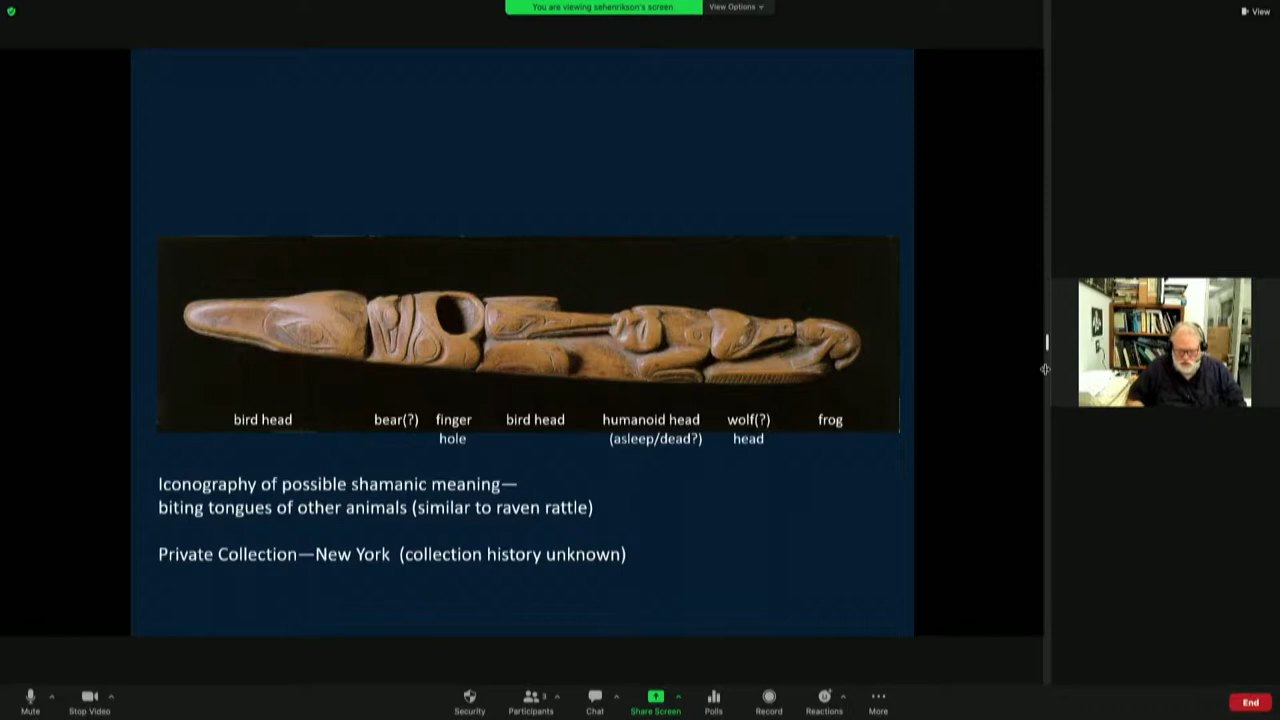 You are viewing sehenrikson's screen
View Options
View
bird head
bear(?)
finger
hole
bird head
humanoid head
(asleep/dead?)
wolf(?)
head
frog
Iconography of possible shamanic meaning—
biting tongues of other animals (similar to raven rattle)
Private Collection—New York (collection history unknown)
Mute
Stop Video
Security
Participants
3
Chat
Share Screen
Polls
Record
Reactions
More
End